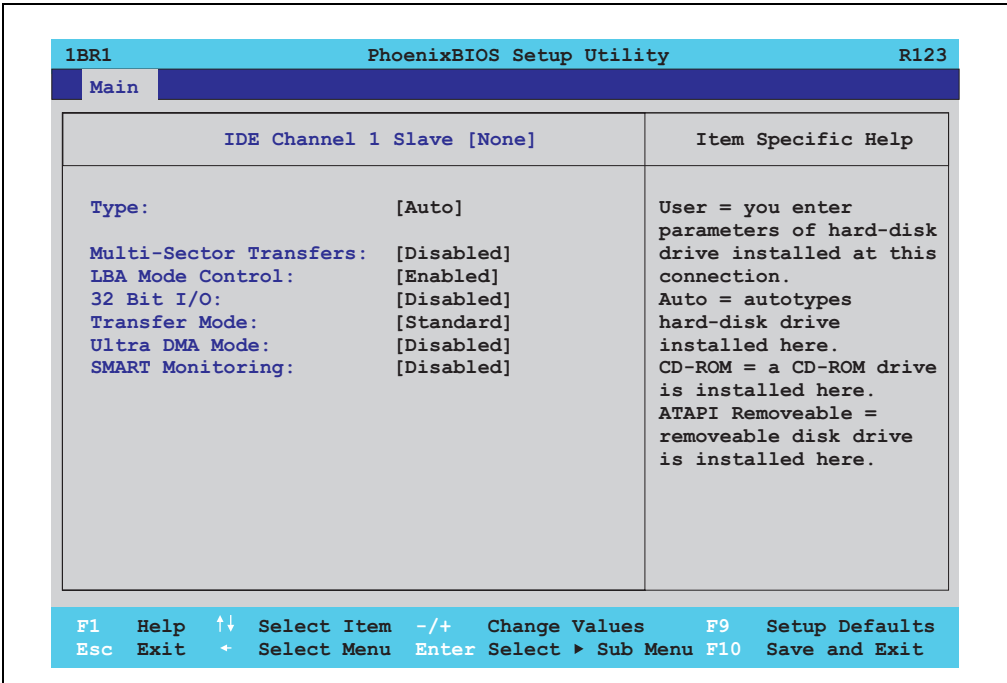 1BR1 PhoenixBIOS Setup Utility R123
Main
IDE Channel 1 Slave [None]
Type: [Auto]
Multi-Sector Transfers: [Disabled]
LBA Mode Control: [Enabled]
32 Bit I/O: [Disabled]
Transfer Mode: [Standard]
Ultra DMA Mode: [Disabled]
SMART Monitoring: [Disabled]
Item Specific Help
User = you enter
parameters of hard-disk
drive installed at this
connection.
Auto = autotypes
hard-disk drive
installed here.
CD-ROM = a CD-ROM drive
is installed here.
ATAPI Removeable =
removeable disk drive
is installed here.
F1 Help ↑↓ Select Item -/+ Change Values F9 Setup Defaults
Esc Exit ← Select Menu Enter Select ▶ Sub Menu F10 Save and Exit